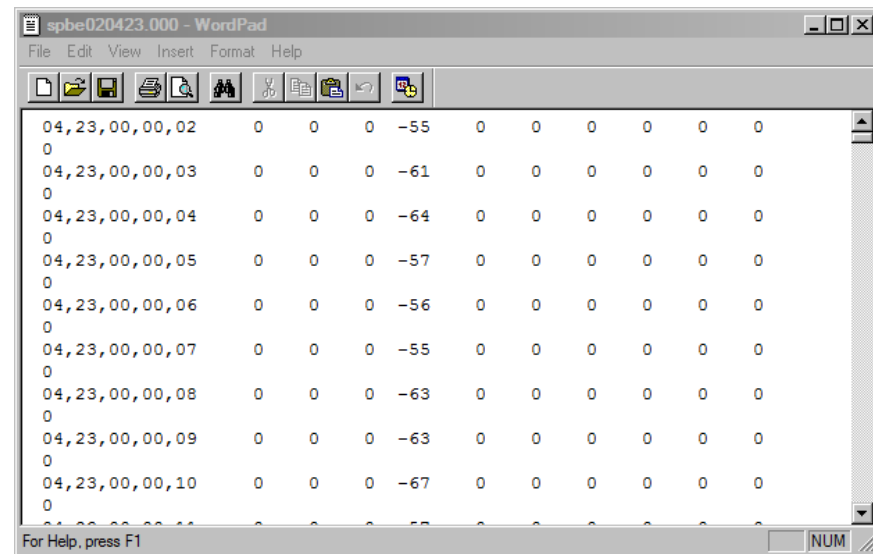 spbe020423.000 - WordPad
File Edit View Insert Format Help
04,23,00,00,02 0 0 0 -55 0 0 0 0 0 0
0
04,23,00,00,03 0 0 0 -61 0 0 0 0 0 0
0
04,23,00,00,04 0 0 0 -64 0 0 0 0 0 0
0
04,23,00,00,05 0 0 0 -57 0 0 0 0 0 0
0
04,23,00,00,06 0 0 0 -56 0 0 0 0 0 0
0
04,23,00,00,07 0 0 0 -55 0 0 0 0 0 0
0
04,23,00,00,08 0 0 0 -63 0 0 0 0 0 0
0
04,23,00,00,09 0 0 0 -63 0 0 0 0 0 0
0
04,23,00,00,10 0 0 0 -67 0 0 0 0 0 0
0
For Help, press F1 NUM